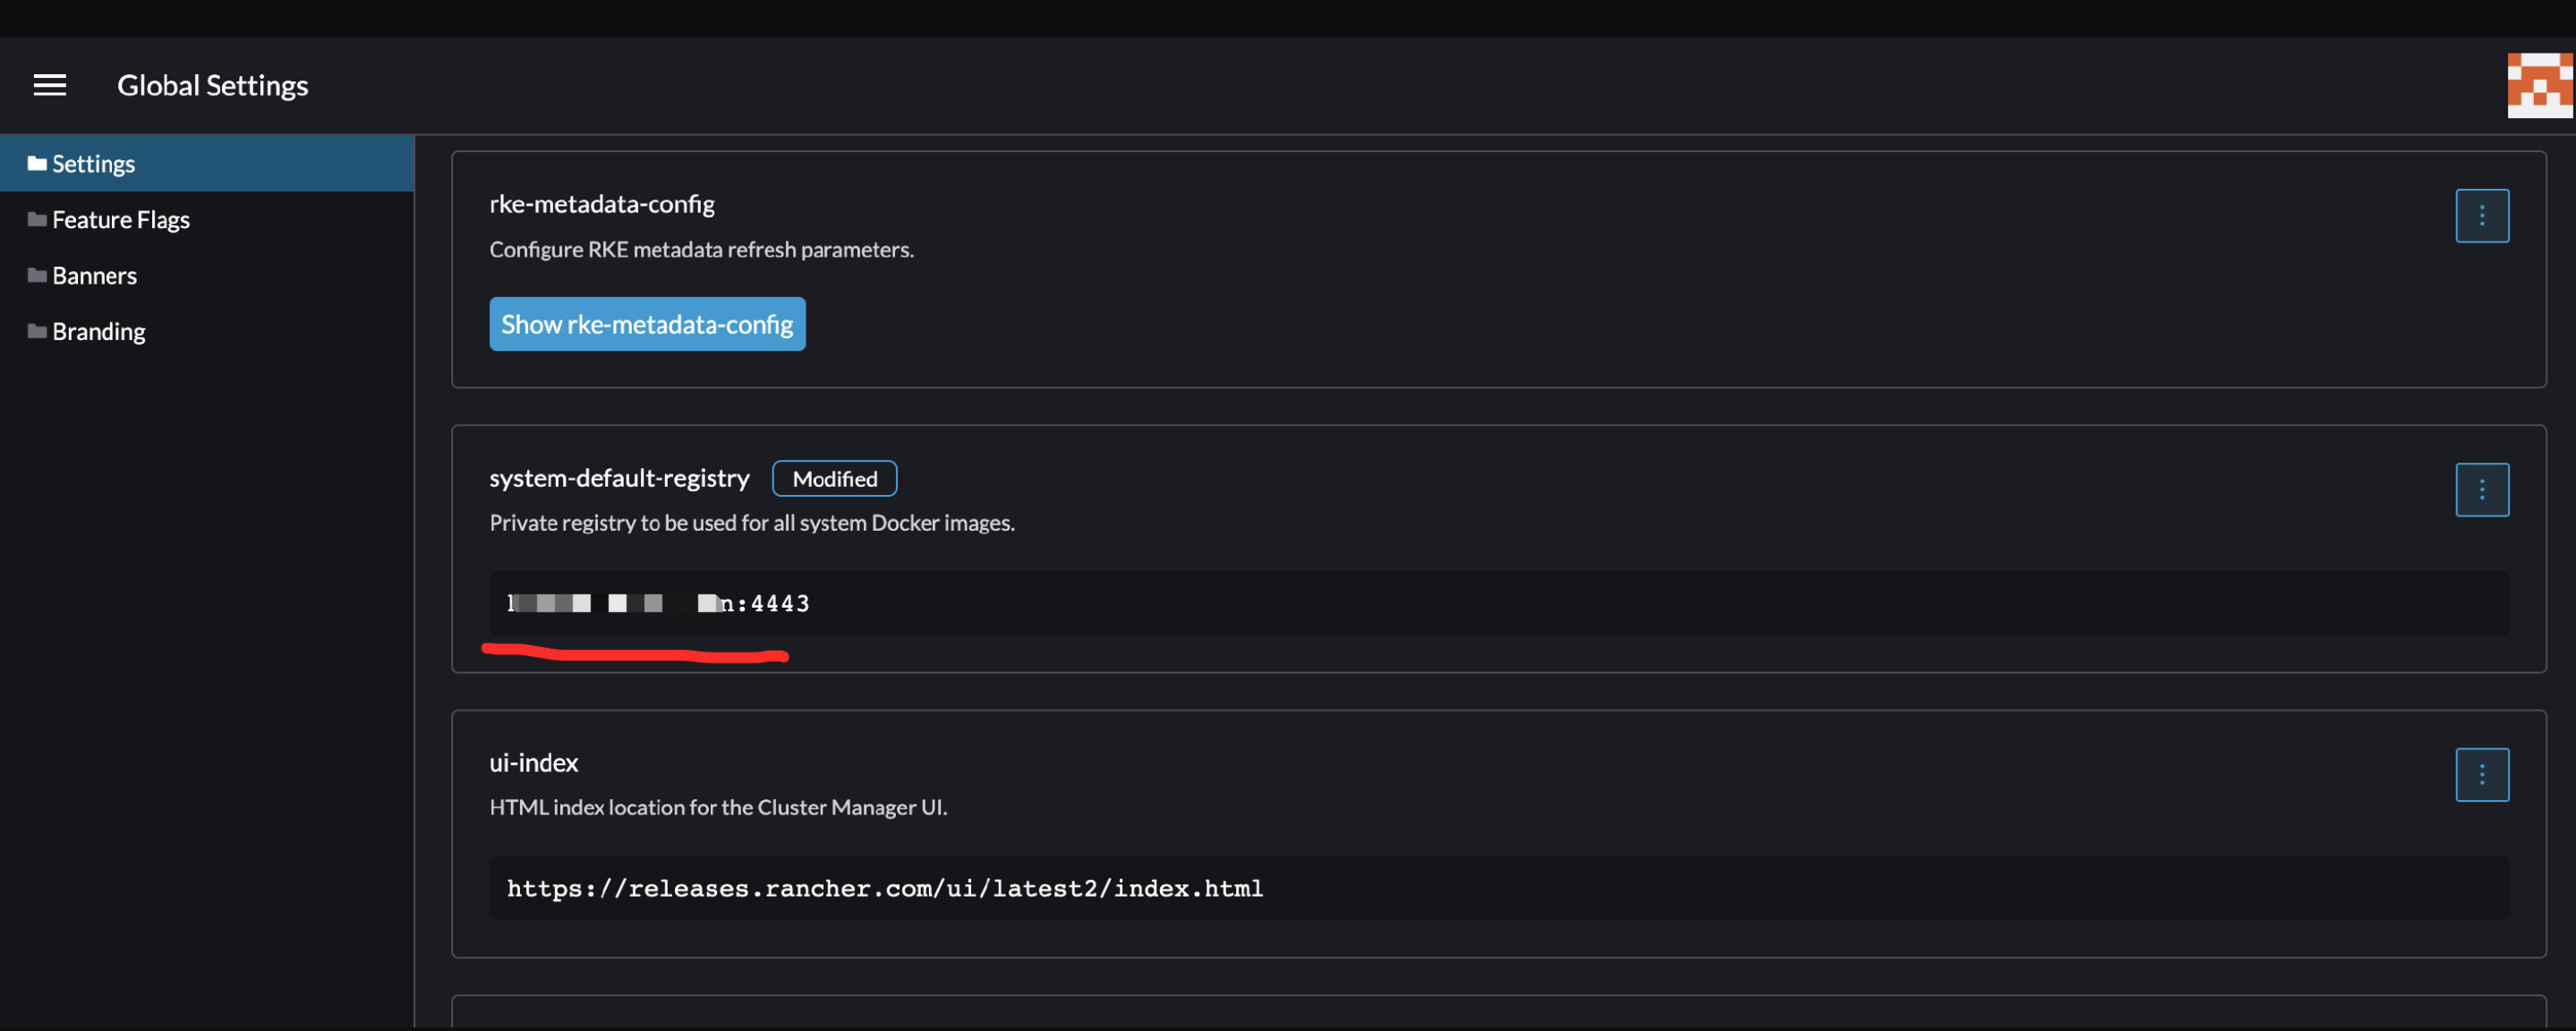 Global Settings
Settings
Feature Flags
Banners
Branding
rke-metadata-config
Configure RKE metadata refresh parameters.
Show rke-metadata-config
system-default-registry Modified
Private registry to be used for all system Docker images.
n:4443
ui-index
HTML index location for the Cluster Manager UI.
https://releases.rancher.com/ui/latest2/index.html